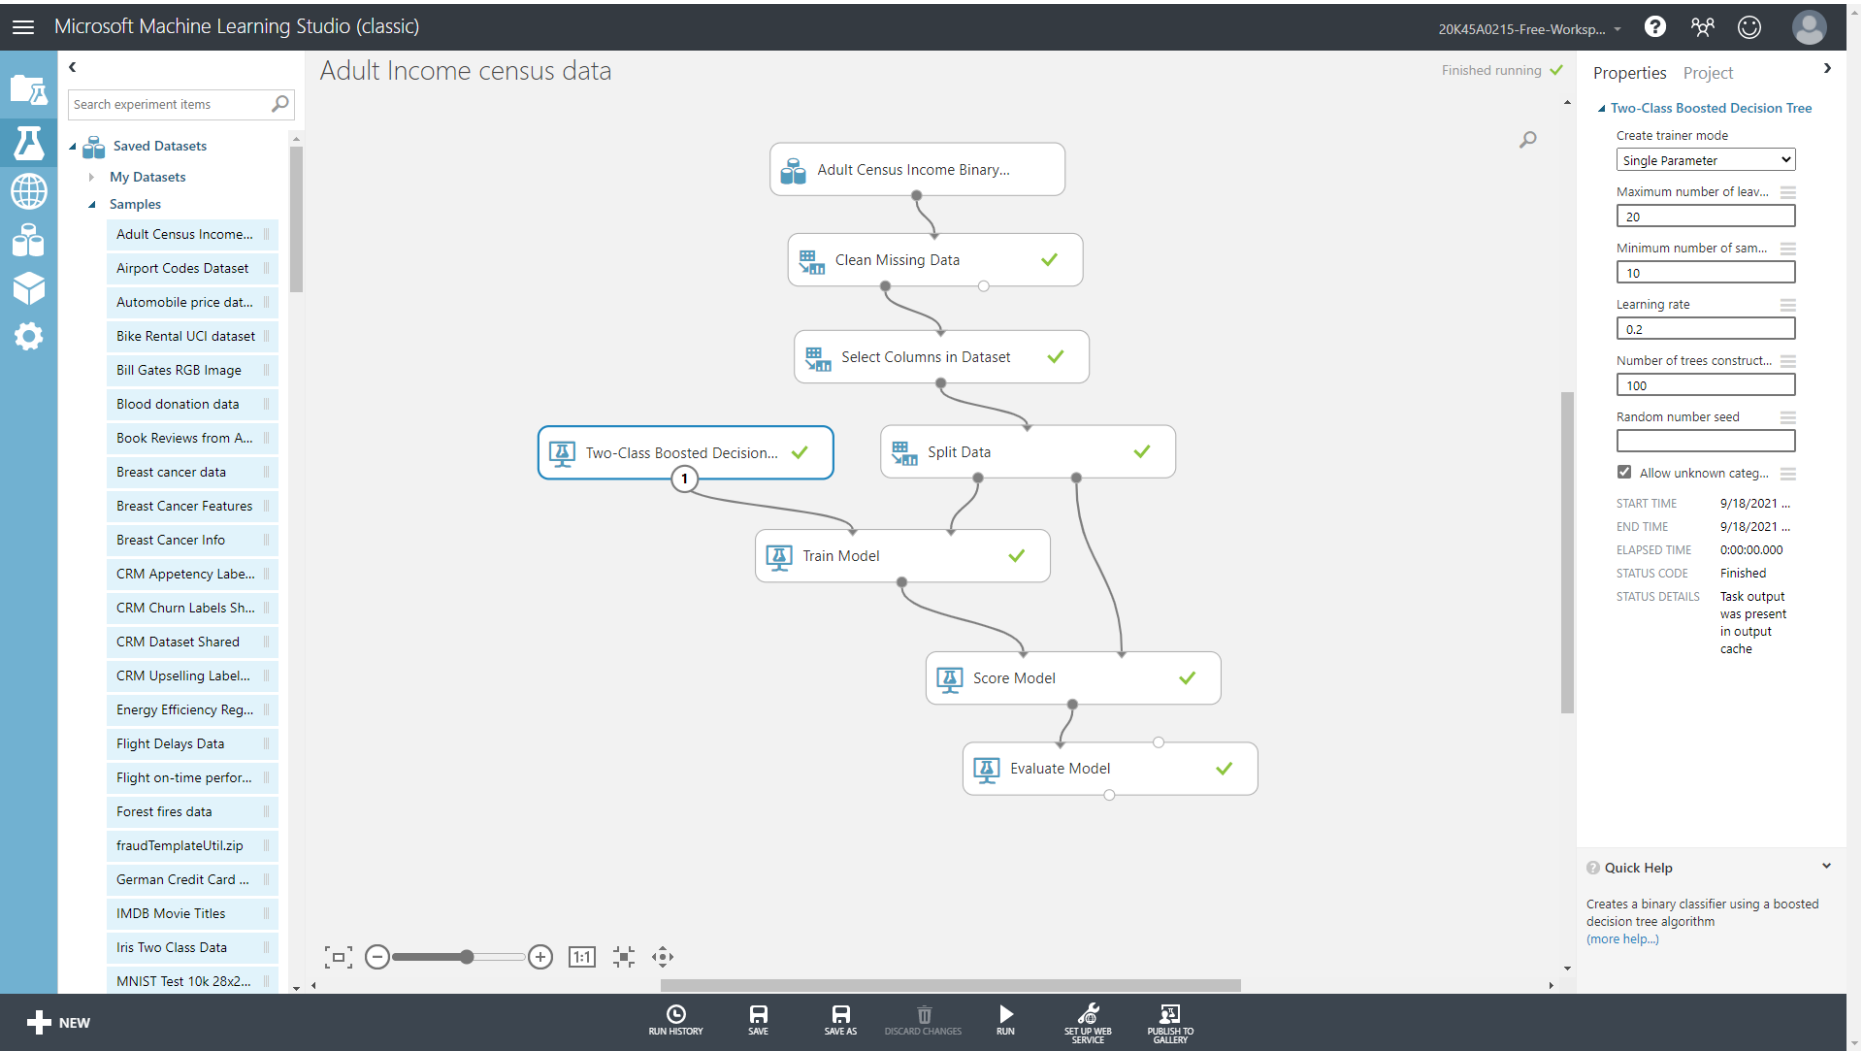 Microsoft Machine Learning Studio (classic)
20K45A0215-Free-Worksp...
Search experiment items
Saved Datasets
My Datasets
Samples
Adult Census Income...
Airport Codes Dataset
Automobile price dat...
Bike Rental UCI dataset
Bill Gates RGB Image
Blood donation data
Book Reviews from A...
Breast cancer data
Breast Cancer Features
Breast Cancer Info
CRM Appetency Labe...
CRM Churn Labels Sh...
CRM Dataset Shared
CRM Upselling Label...
Energy Efficiency Reg...
Flight Delays Data
Flight on-time perfor...
Forest fires data
fraudTemplateUtil.zip
German Credit Card ...
IMDB Movie Titles
Iris Two Class Data
MNIST Test 10k 28x2...
Adult Income census data
Finished running
Adult Census Income Binary...
Clean Missing Data
Select Columns in Dataset
Two-Class Boosted Decision...
1
Split Data
Train Model
Score Model
Evaluate Model
1:1
Properties Project
Two-Class Boosted Decision Tree
Create trainer mode
Single Parameter
Maximum number of leav...
20
Minimum number of sam...
10
Learning rate
0.2
Number of trees construct...
100
Random number seed
Allow unknown categ...
START TIME 9/18/2021 ...
END TIME 9/18/2021 ...
ELAPSED TIME 0:00:00.000
STATUS CODE Finished
STATUS DETAILS Task output
was present
in output
cache
Quick Help
Creates a binary classifier using a boosted
decision tree algorithm
(more help...)
NEW
RUN HISTORY
SAVE
SAVE AS
DISCARD CHANGES
RUN
SET UP WEB
SERVICE
PUBLISH TO
GALLERY